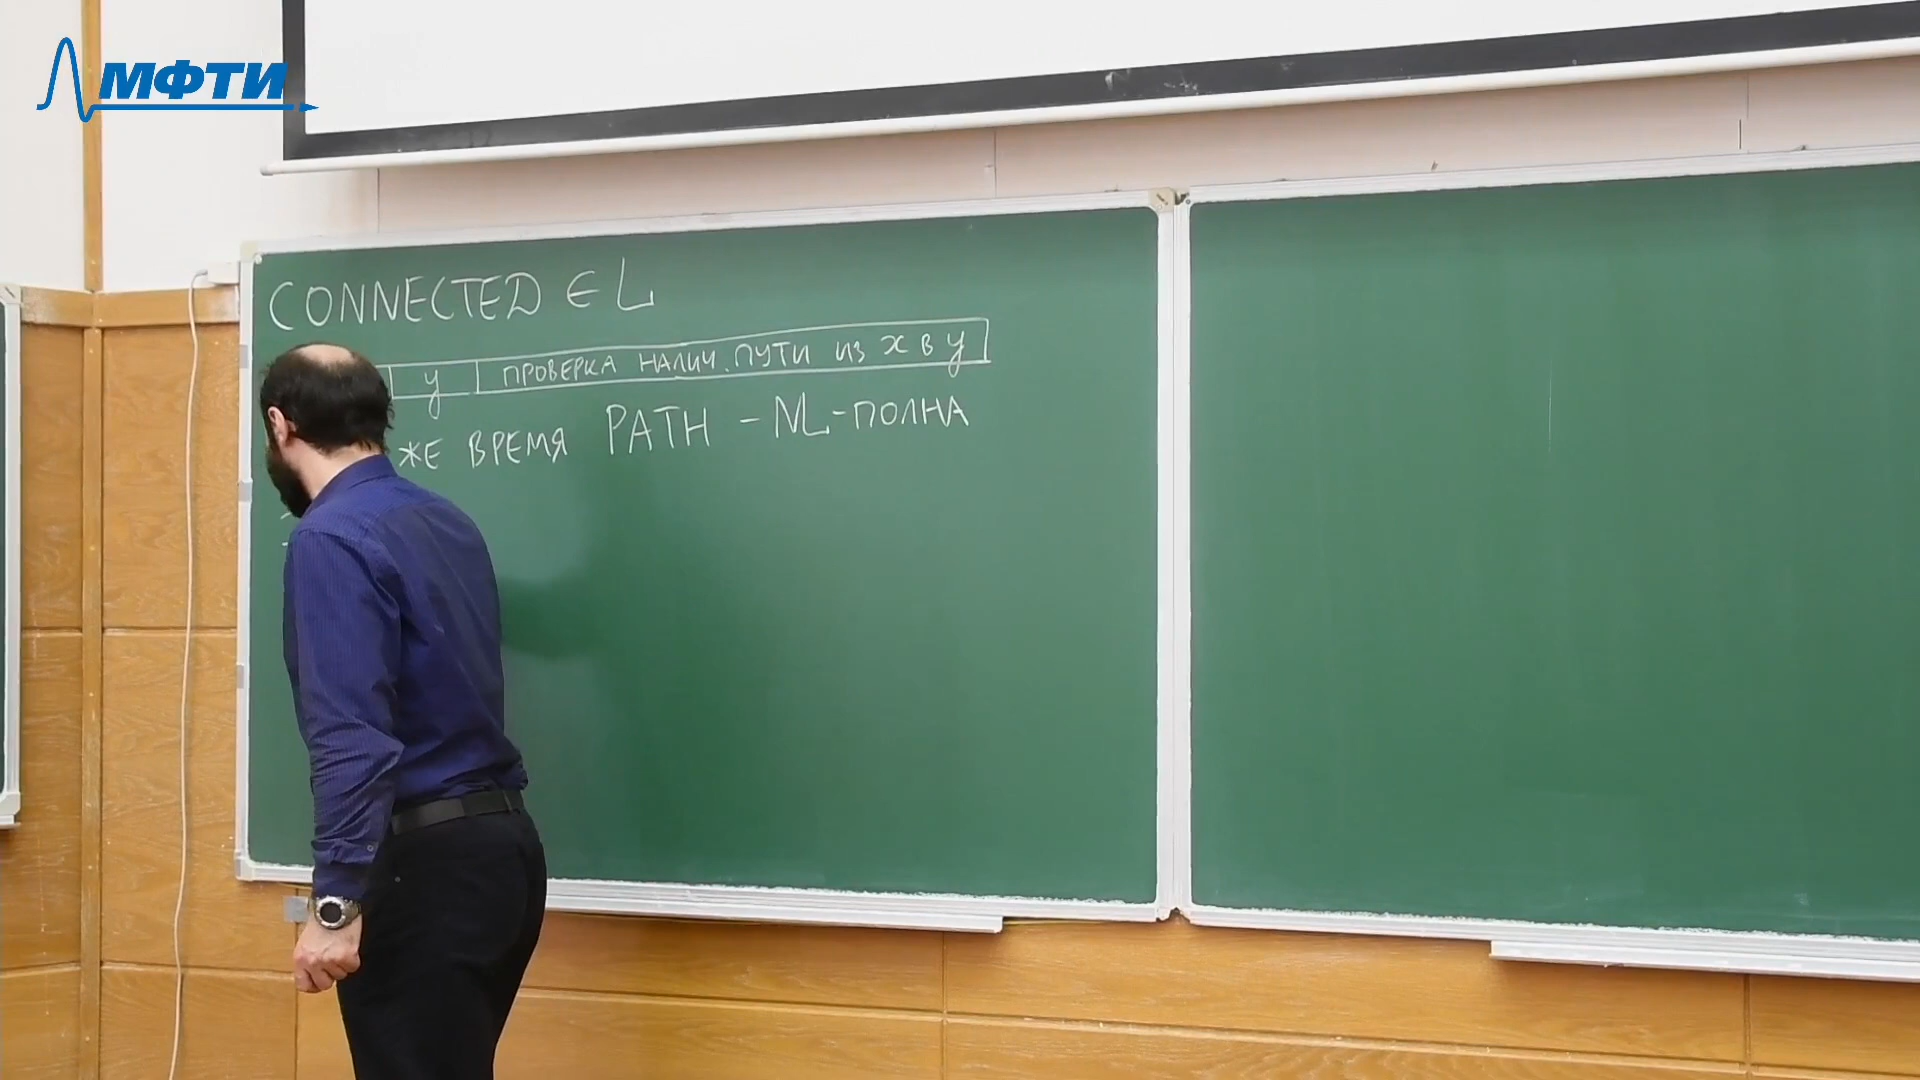 МФТИ
CONNECTED ∈ L
y ПРОВЕРКА НАЛИЧ. ПУТИ ИЗ x В y
ЖЕ ВРЕМЯ PATH - NL-ПОЛНА